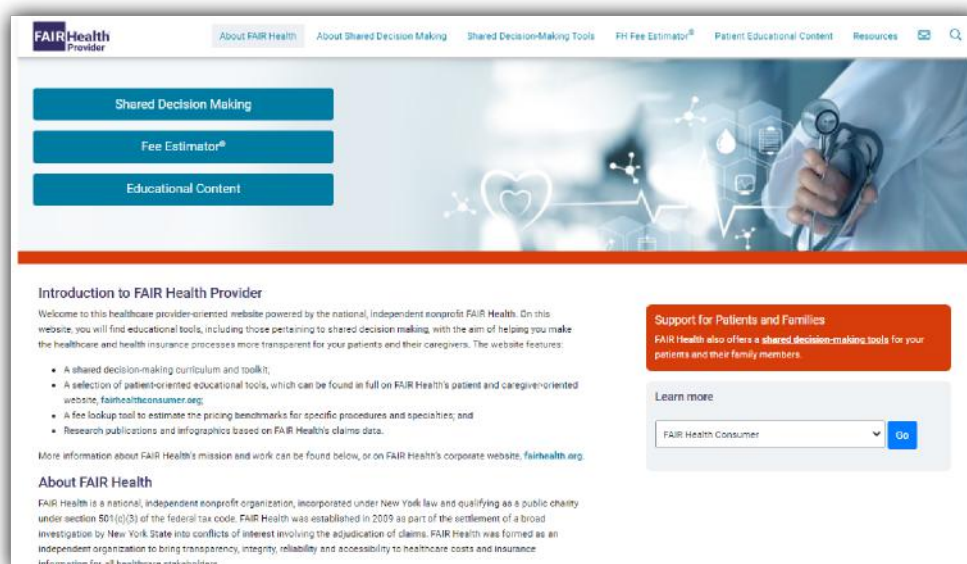 FAIR Health
Provider
About FAIR Health
About Shared Decision Making
Shared Decision-Making Tools
FH Fee Estimator®
Patient Educational Content
Resources
Shared Decision Making
Fee Estimator®
Educational Content
Introduction to FAIR Health Provider
Welcome to this healthcare provider-oriented website powered by the national, independent nonprofit FAIR Health. On this
website, you will find educational tools, including those pertaining to shared decision making, with the aim of helping you make
the healthcare and health insurance processes more transparent for your patients and their caregivers. The website features:
• A shared decision-making curriculum and toolkit;
• A selection of patient-oriented educational tools, which can be found in full on FAIR Health's patient and caregiver-oriented
website, fairhealthconsumer.org;
• A fee lookup tool to estimate the pricing benchmarks for specific procedures and specialties; and
• Research publications and infographics based on FAIR Health's claims data.
More information about FAIR Health's mission and work can be found below, or on FAIR Health's corporate website, fairhealth.org.
About FAIR Health
FAIR Health is a national, independent nonprofit organization, incorporated under New York law and qualifying as a public charity
under section 501(c)(3) of the federal tax code. FAIR Health was established in 2009 as part of the settlement of a broad
investigation by New York State into conflicts of interest involving the adjudication of claims. FAIR Health was formed as an
independent organization to bring transparency, integrity, reliability and accessibility to healthcare costs and insurance
information for all healthcare stakeholders.
Support for Patients and Families
FAIR Health also offers a shared decision-making tools for your
patients and their family members.
Learn more
FAIR Health Consumer
Go